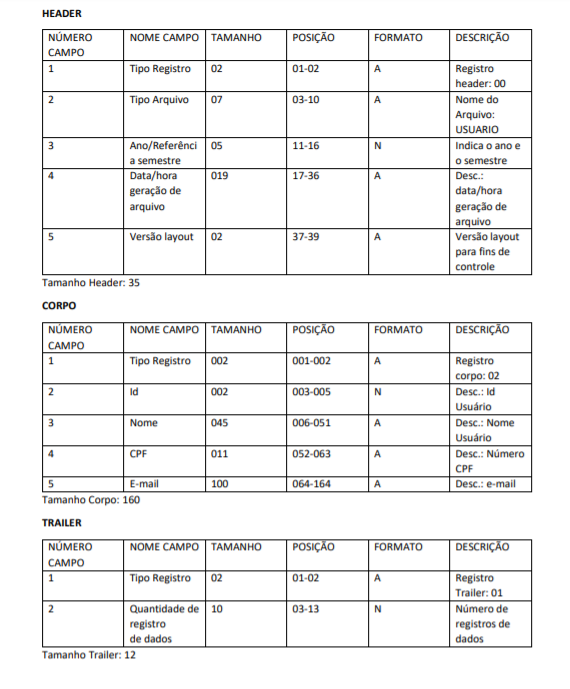 HEADER
NÚMERO CAMPO NOME CAMPO TAMANHO POSIÇÃO FORMATO DESCRIÇÃO
1 Tipo Registro 02 01-02 A Registro header: 00
2 Tipo Arquivo 07 03-10 A Nome do Arquivo: USUARIO
3 Ano/Referênci a semestre 05 11-16 N Indica o ano e o semestre
4 Data/hora geração de arquivo 019 17-36 A Desc.: data/hora geração de arquivo
5 Versão layout 02 37-39 A Versão layout para fins de controle
Tamanho Header: 35
CORPO
NÚMERO CAMPO NOME CAMPO TAMANHO POSIÇÃO FORMATO DESCRIÇÃO
1 Tipo Registro 002 001-002 A Registro corpo: 02
2 Id 002 003-005 N Desc.: Id Usuário
3 Nome 045 006-051 A Desc.: Nome Usuário
4 CPF 011 052-063 A Desc.: Número CPF
5 E-mail 100 064-164 A Desc.: e-mail
Tamanho Corpo: 160
TRAILER
NÚMERO CAMPO NOME CAMPO TAMANHO POSIÇÃO FORMATO DESCRIÇÃO
1 Tipo Registro 02 01-02 A Registro Trailer: 01
2 Quantidade de registro de dados 10 03-13 N Número de registros de dados
Tamanho Trailer: 12